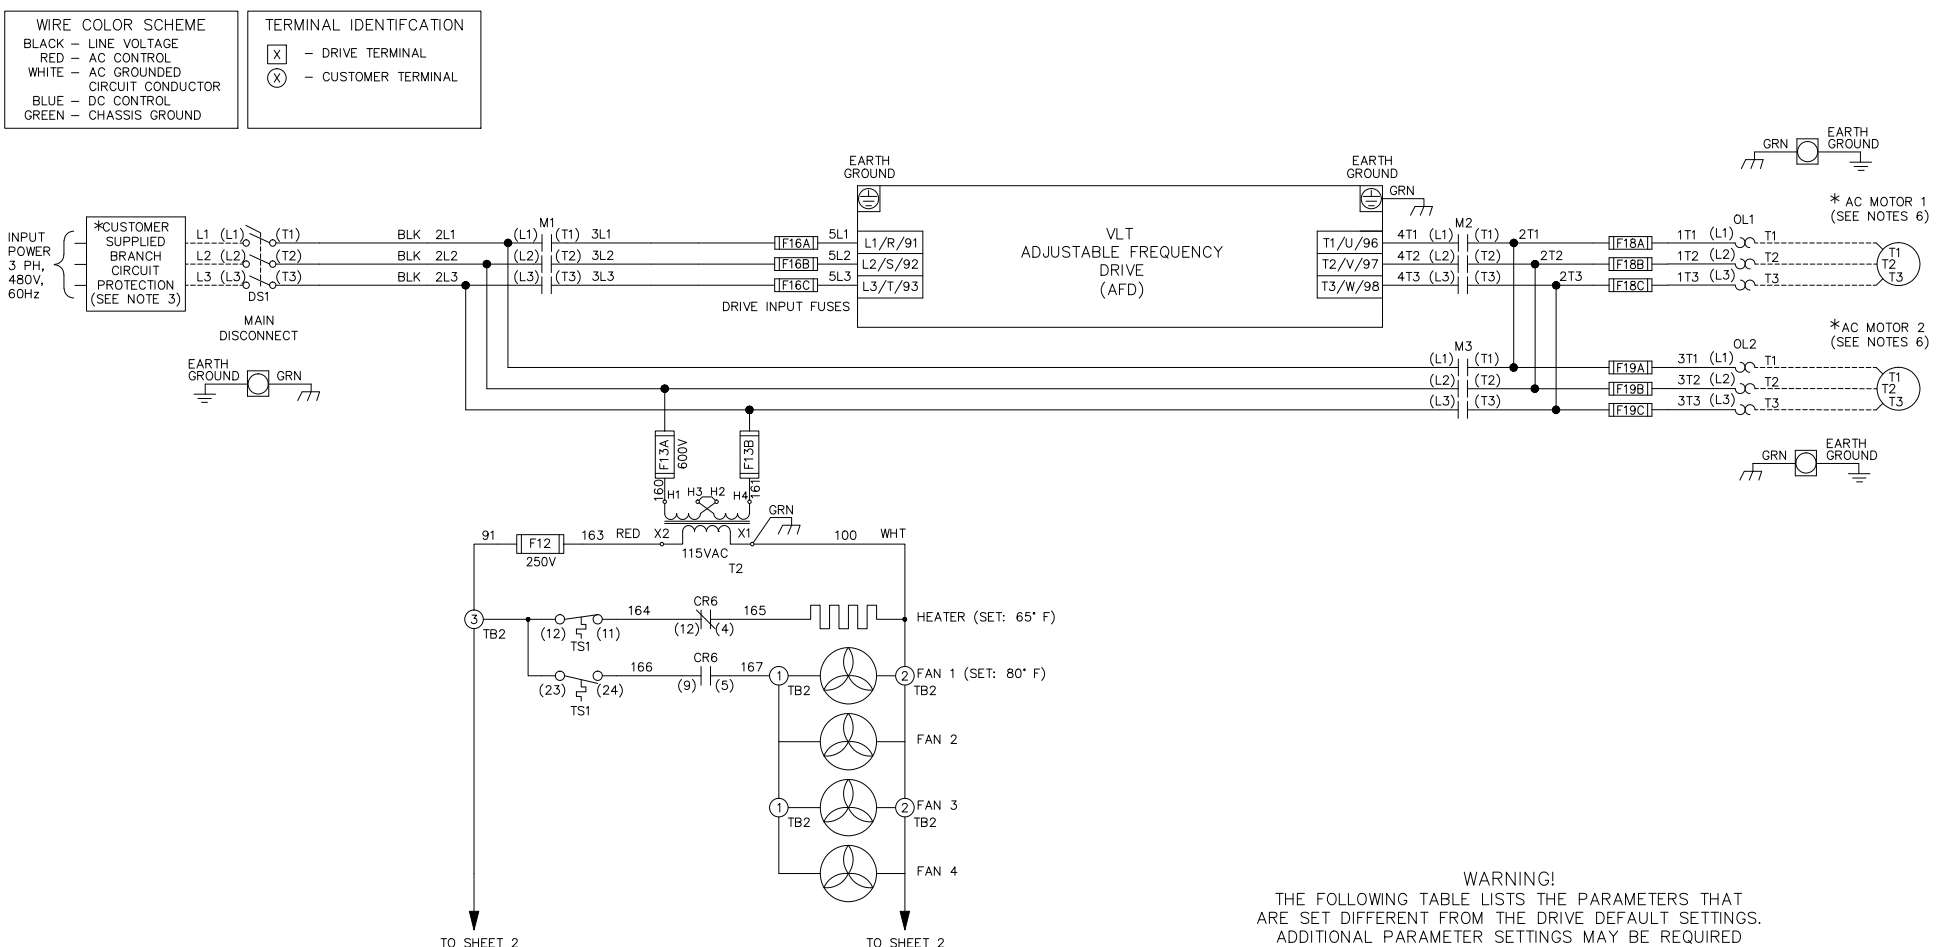 WIRE COLOR SCHEME
BLACK – LINE VOLTAGE
RED – AC CONTROL
WHITE – AC GROUNDED
CIRCUIT CONDUCTOR
BLUE – DC CONTROL
GREEN – CHASSIS GROUND
TERMINAL IDENTIFCATION
X – DRIVE TERMINAL
X – CUSTOMER TERMINAL
INPUT
POWER
3 PH,
480V,
60Hz
*CUSTOMER
SUPPLIED
BRANCH
CIRCUIT
PROTECTION
(SEE NOTE 3)
L1 (L1) (T1) BLK 2L1 (L1) M1 (T1) 3L1 F16A 5L1 L1/R/91
L2 (L2) (T2) BLK 2L2 (L2) (T2) 3L2 F16B 5L2 L2/S/92
L3 (L3) (T3) BLK 2L3 (L3) (T3) 3L3 F16C 5L3 L3/T/93
DS1
MAIN
DISCONNECT
DRIVE INPUT FUSES
EARTH
GROUND
GRN
EARTH
GROUND
VLT
ADJUSTABLE FREQUENCY
DRIVE
(AFD)
EARTH
GROUND
GRN
T1/U/96 4T1 (L1) M2 (T1) 2T1 F18A 1T1 (L1) OL1 T1
T2/V/97 4T2 (L2) (T2) 2T2 F18B 1T2 (L2) T2
T3/W/98 4T3 (L3) (T3) 2T3 F18C 1T3 (L3) T3
T1
T2
T3
GRN
EARTH
GROUND
* AC MOTOR 1
(SEE NOTES 6)
*AC MOTOR 2
(SEE NOTES 6)
(L1) M3 (T1) F19A 3T1 (L1) OL2 T1
(L2) (T2) F19B 3T2 (L2) T2
(L3) (T3) F19C 3T3 (L3) T3
T1
T2
T3
GRN
EARTH
GROUND
F13A
600V
F13B
160
161
H1 H3 H2 H4
GRN
91 F12 163 RED X2 X1 100 WHT
250V
115VAC
T2
3
TB2
(12) (11)
TS1
164
CR6
(12) (4)
165
HEATER (SET: 65° F)
(23) (24)
TS1
166
CR6
(9) (5)
167
1
TB2
2
TB2
FAN 1 (SET: 80° F)
FAN 2
1
TB2
2
TB2
FAN 3
FAN 4
TO SHEET 2
TO SHEET 2
WARNING!
THE FOLLOWING TABLE LISTS THE PARAMETERS THAT
ARE SET DIFFERENT FROM THE DRIVE DEFAULT SETTINGS.
ADDITIONAL PARAMETER SETTINGS MAY BE REQUIRED